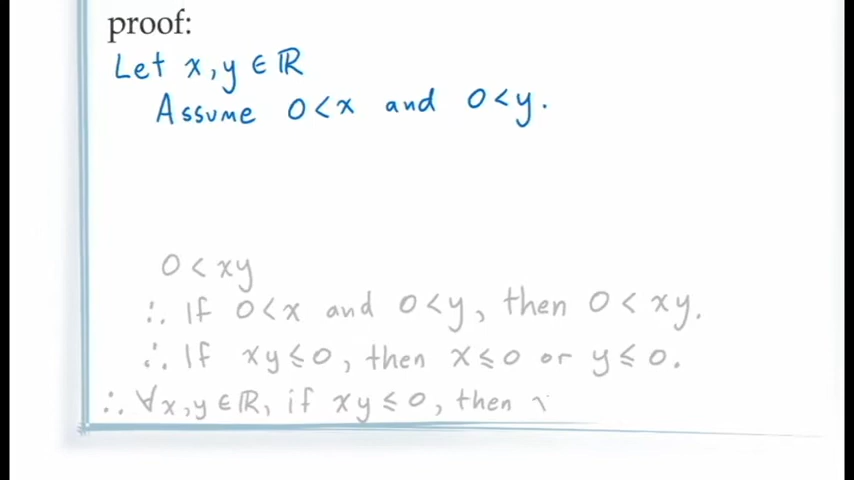 proof:
Let x, y ∈ ℝ
Assume 0 < x and 0 < y.
0 < xy
∴ If 0 < x and 0 < y, then 0 < xy.
∴ If xy ≤ 0, then x ≤ 0 or y ≤ 0.
∴ ∀x, y ∈ ℝ, if xy ≤ 0, then